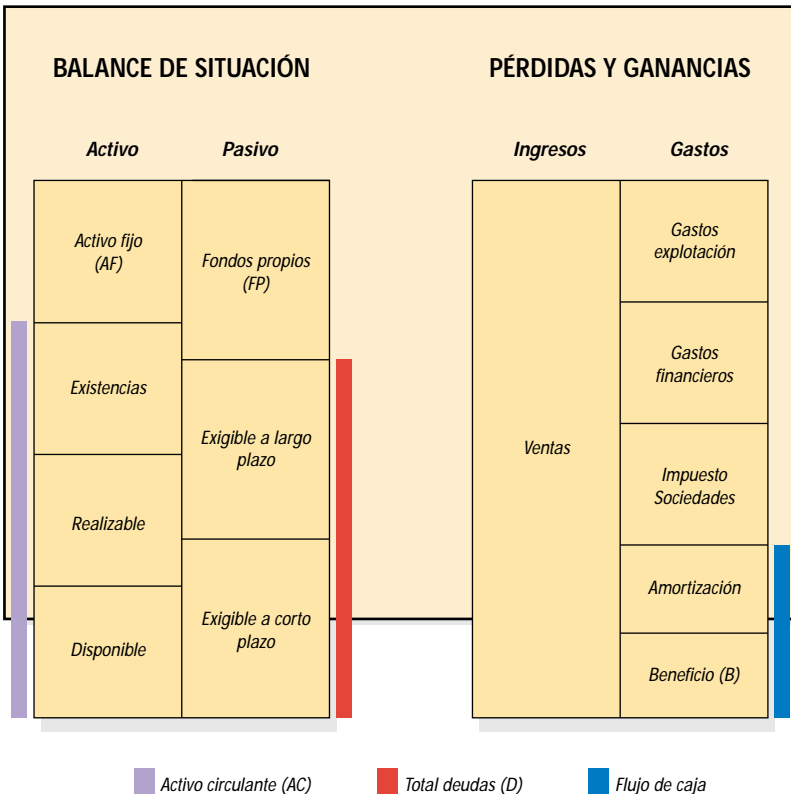 BALANCE DE SITUACIÓN
Activo
Pasivo
Activo fijo
(AF)
Existencias
Realizable
Disponible
Fondos propios
(FP)
Exigible a largo
plazo
Exigible a corto
plazo
PÉRDIDAS Y GANANCIAS
Ingresos
Gastos
Ventas
Gastos
explotación
Gastos
financieros
Impuesto
Sociedades
Amortización
Beneficio (B)
Activo circulante (AC)
Total deudas (D)
Flujo de caja